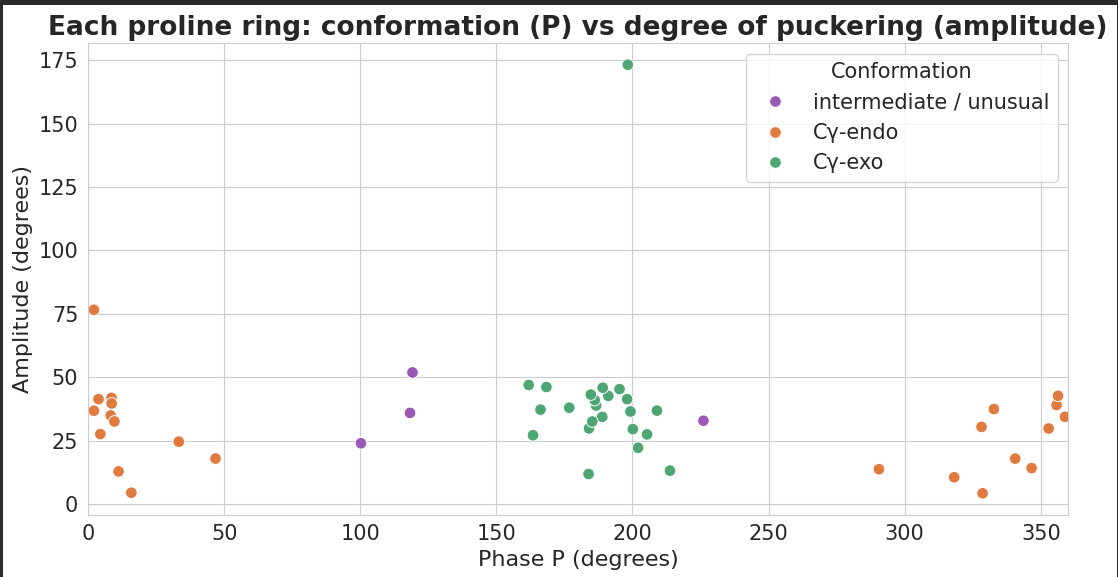 Each proline ring: conformation (P) vs degree of puckering (amplitude)
Conformation
intermediate / unusual
Cγ-endo
Cγ-exo
Amplitude (degrees)
175
150
125
100
75
50
25
0
0 50 100 150 200 250 300 350
Phase P (degrees)